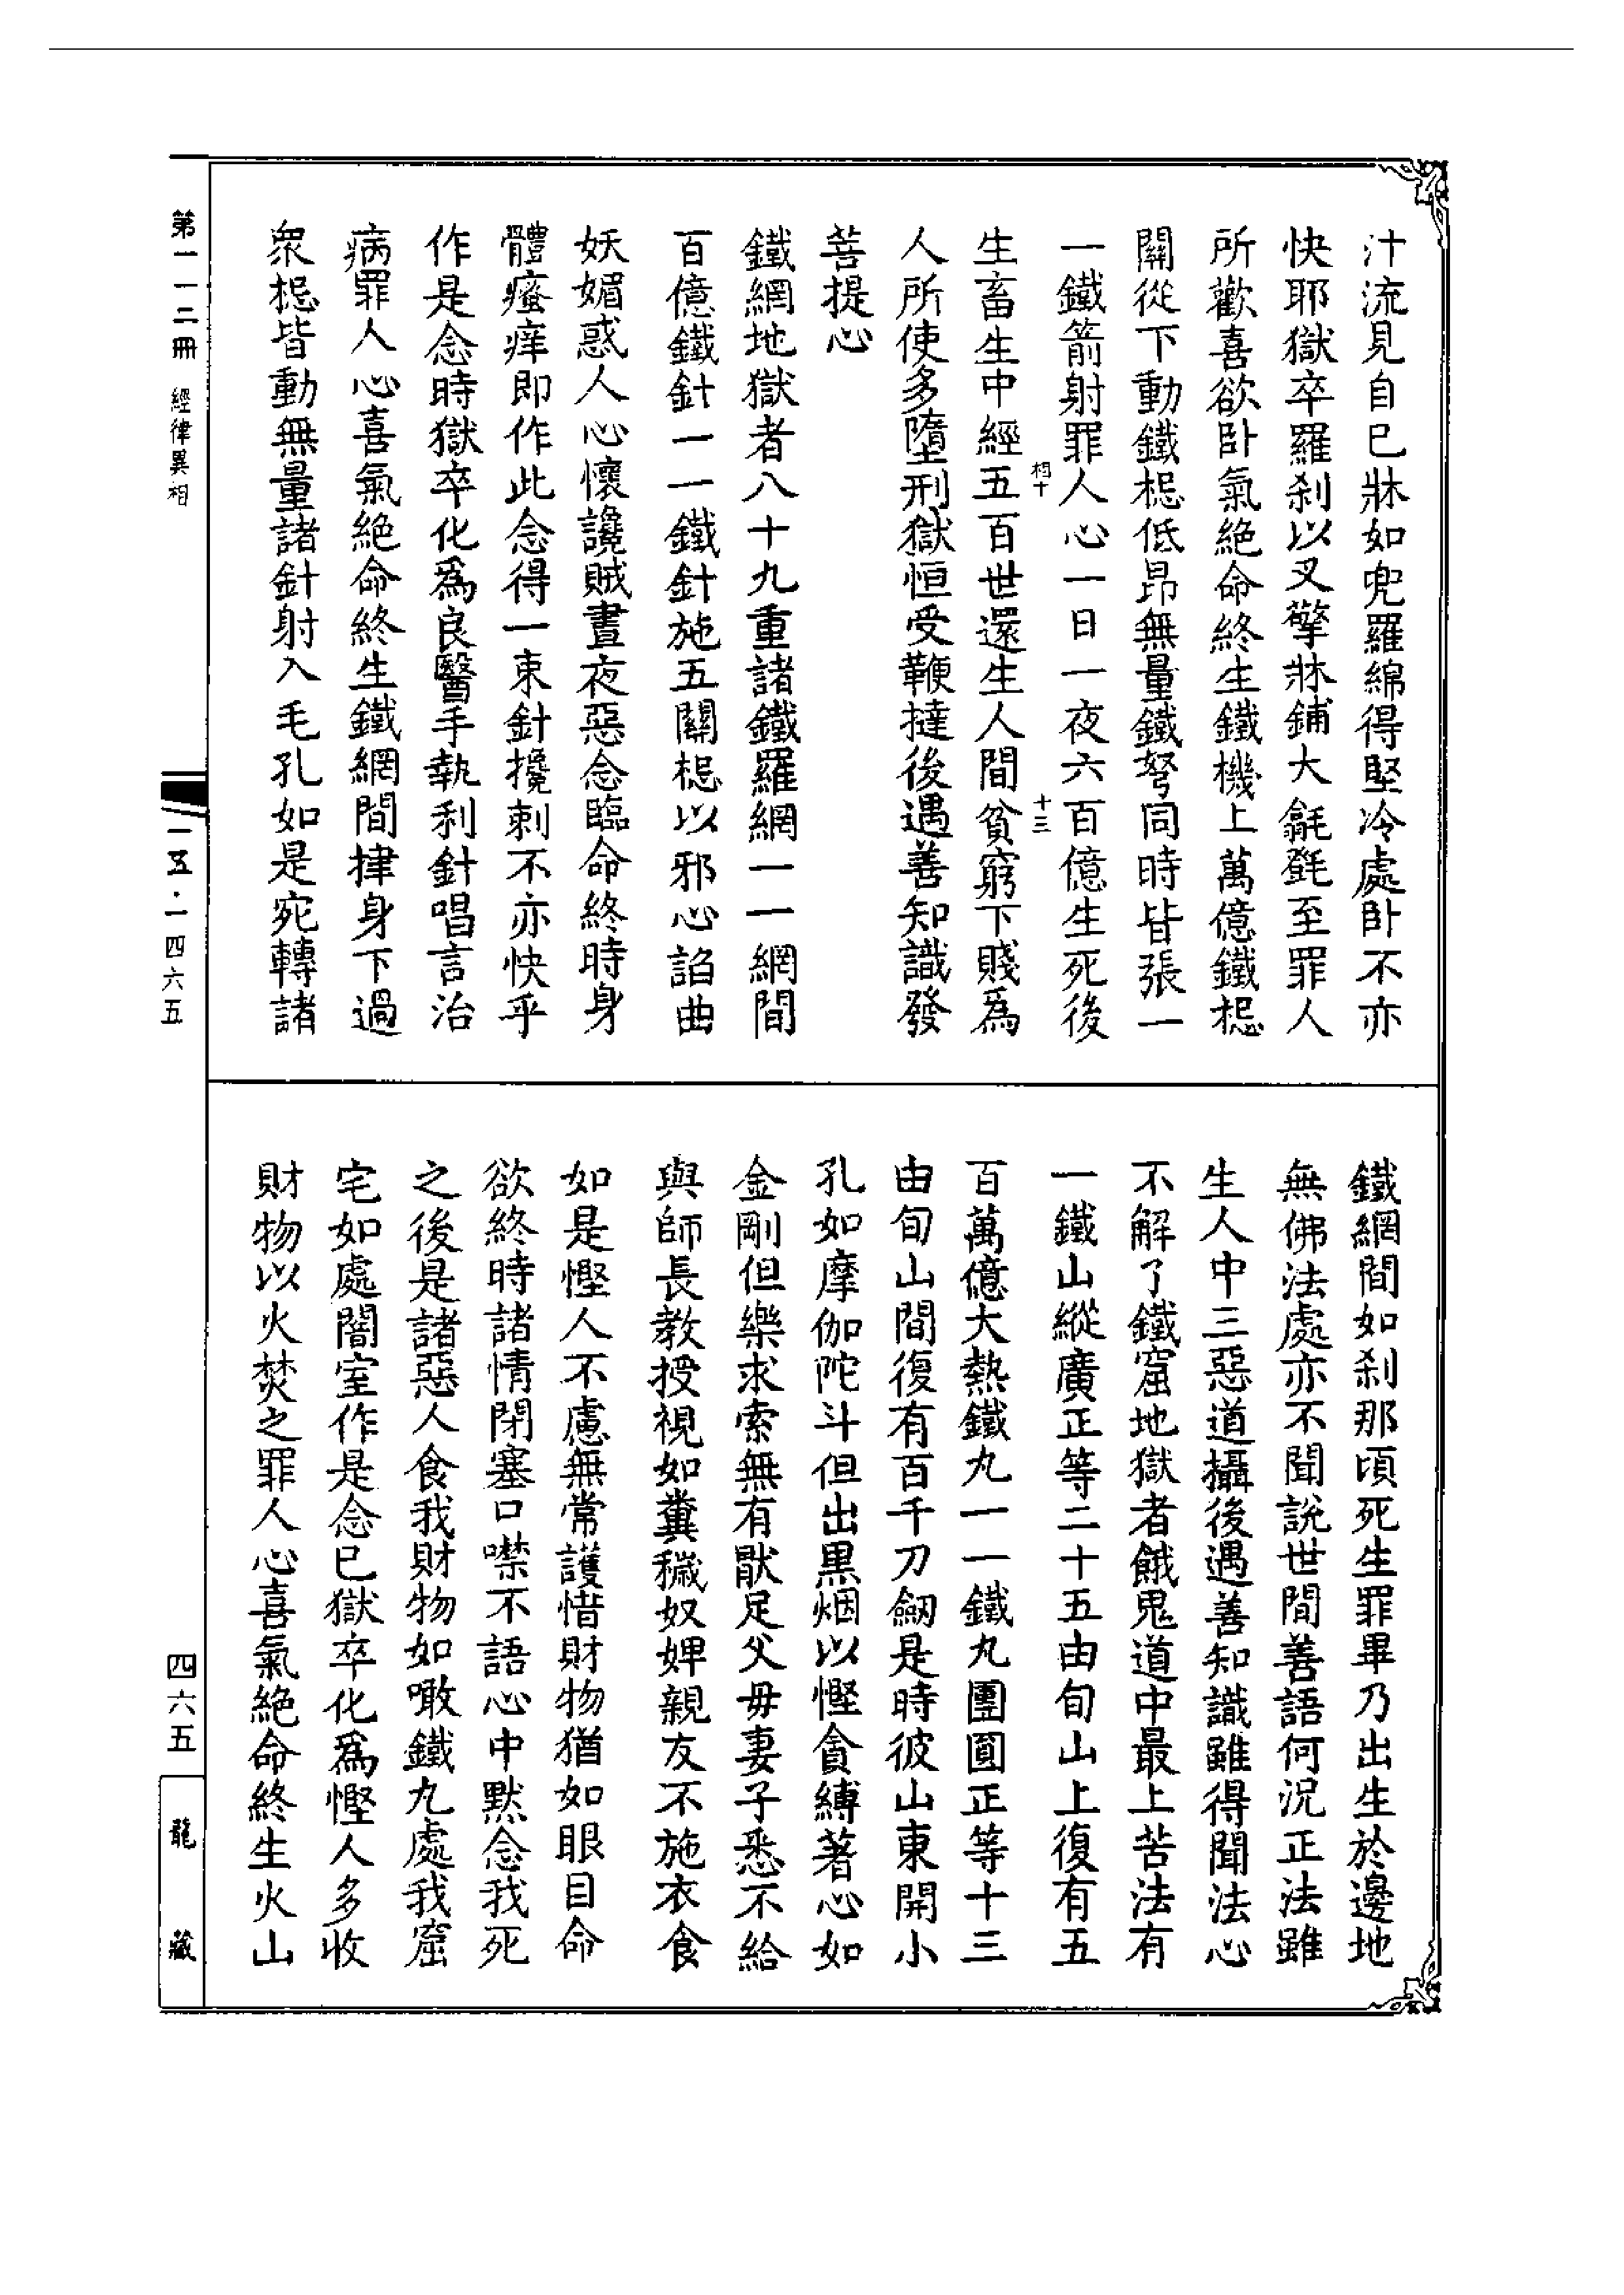 汁流見自巳牀如兜羅綿得堅冷處卧不亦
快耶獄卒羅刹以叉擎牀鋪大㲲㲪至罪人
所歡喜欲卧氣絕命終生鐵機上萬億鐵棍
關從下動鐵棍低昂無量鐵弩同時皆張一
一鐵箭射罪人心一日一夜六百億生死後
相十
十三
生畜生中經五百世還生人間貧窮下賤爲
人所使多墮刑獄恒受鞭撻後遇善知識發
菩提心
鐵網地獄者八十九重諸鐵羅網一一網間
百億鐵針一一鐵針施五關棍以邪心諂曲
妖媚惑人心懷讒賊晝夜惡念臨命終時身
體瘙痒即作此念得一束針攙刺不亦快乎
作是念時獄卒化爲良醫手執利針唱言治
病罪人心喜氣絕命終生鐵網間揵身下過
衆棍皆動無量諸針射入毛孔如是宛轉諸
鐵網間如刹那頃死生罪畢乃出生於邊地
無佛法處亦不聞說世間善語何況正法雖
生人中三惡道攝後遇善知識雖得聞法心
不解了鐵窟地獄者餓鬼道中最上苦法有
一鐵山縱廣正等二十五由旬山上復有五
百萬億大熱鐵丸一一鐵丸團圓正等十三
由旬山間復有百千刀劒是時彼山東開小
孔如摩伽陀斗但出黑烟以慳貪縛著心如
金剛但樂求索無有猒足父母妻子悉不給
與師長教授視如糞穢奴婢親友不施衣食
如是慳人不慮無常護惜財物猶如眼目命
欲終時諸情閉塞口噤不語心中默念我死
之後是諸惡人食我財物如噉鐵丸處我窟
宅如處闇室作是念已獄卒化爲慳人多收
財物以火焚之罪人心喜氣絕命終生火山
第一一二冊 經律異相
一五·一四六五
四六五
龍藏